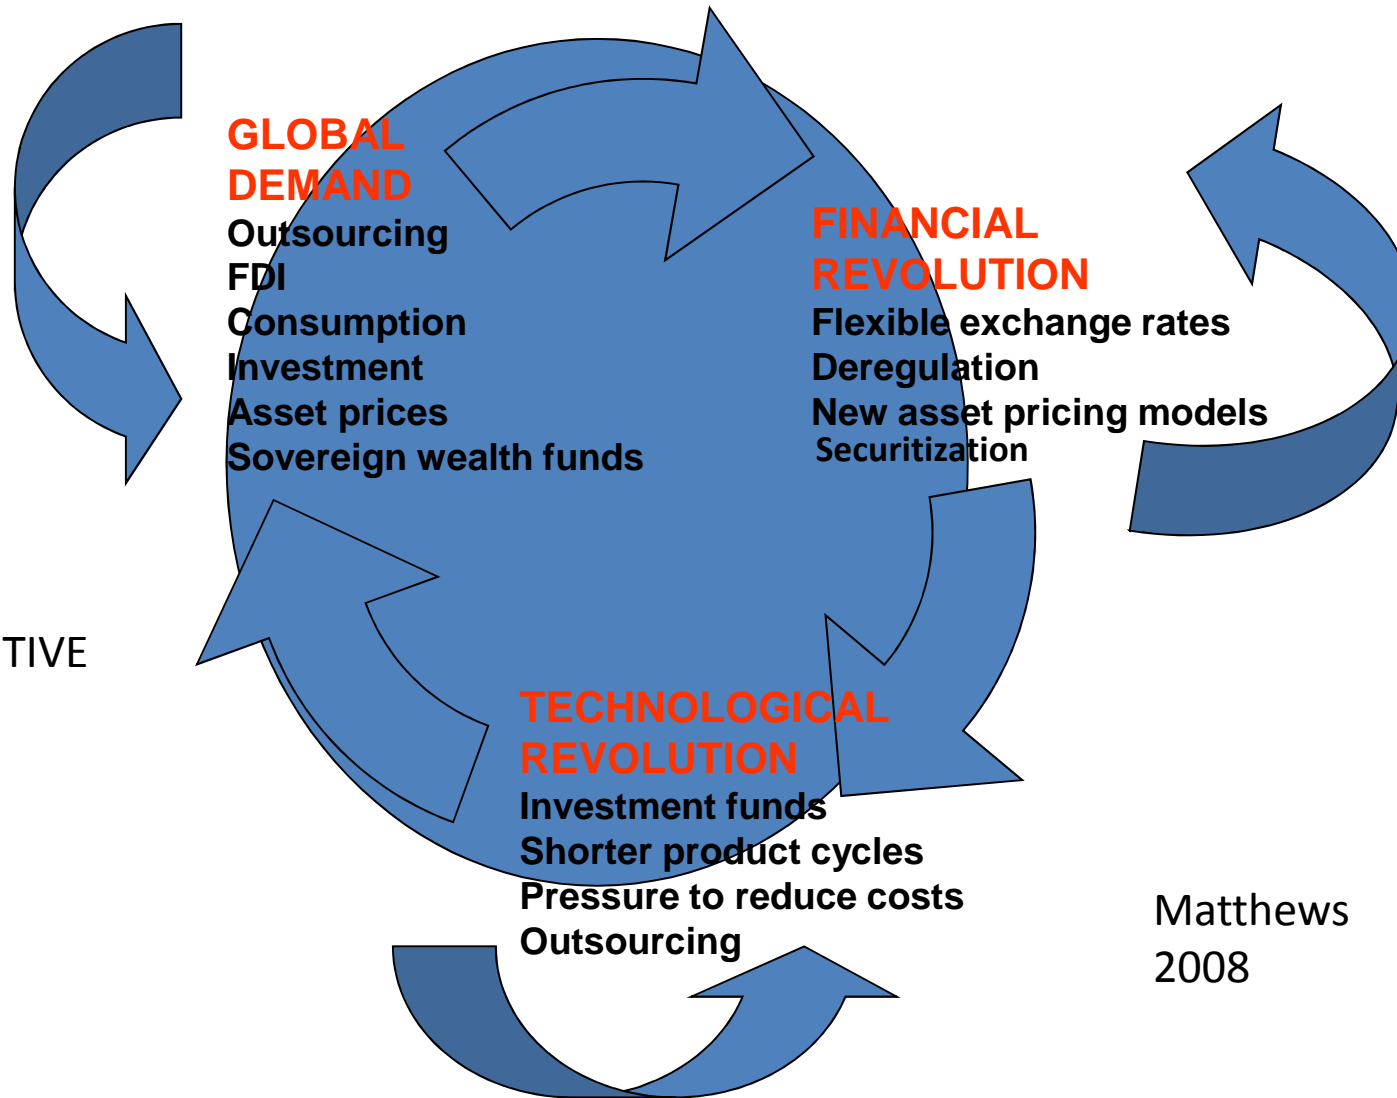 GLOBAL
DEMAND
Outsourcing
FDI
Consumption
Investment
Asset prices
Sovereign wealth funds
FINANCIAL
REVOLUTION
Flexible exchange rates
Deregulation
New asset pricing models
Securitization
TIVE
TECHNOLOGICAL
REVOLUTION
Investment funds
Shorter product cycles
Pressure to reduce costs
Outsourcing
Matthews
2008